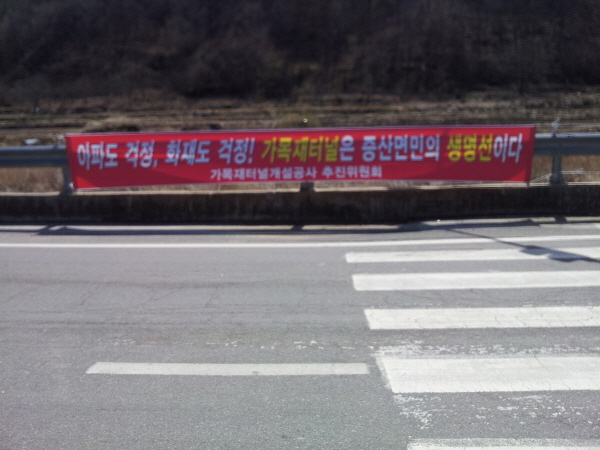 아파도 걱정, 화재도 걱정! 가목재터널은 증산면민의 생명선이다
가목재터널개설공사 추진위원회